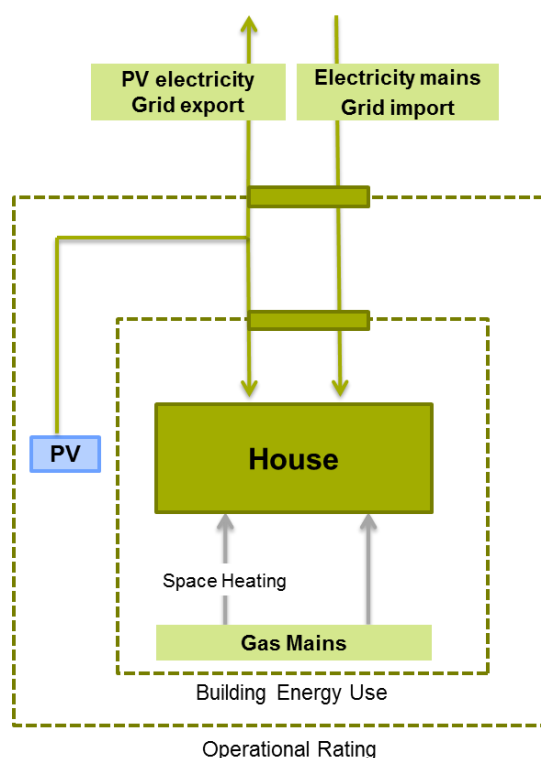 PV electricity
Grid export
Electricity mains
Grid import
PV
House
Space Heating
Gas Mains
Building Energy Use
Operational Rating